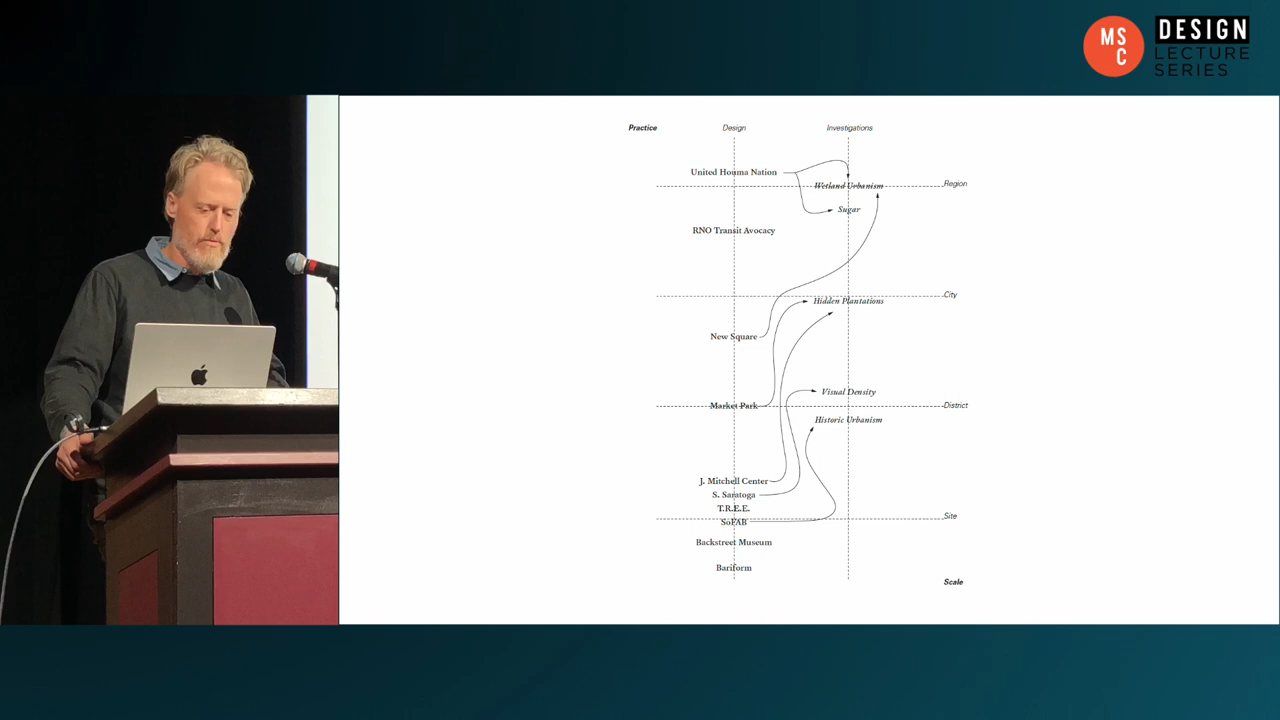 MS
C
DESIGN
LECTURE
SERIES
Practice
Design
Investigations
United Houma Nation
Wetland Urbanism
Region
Sugar
RNO Transit Avocacy
City
Hidden Plantations
New Square
Visual Density
Market Park
District
Historic Urbanism
J. Mitchell Center
S. Saratoga
T.R.E.E.
SoFAB
Site
Backstreet Museum
Bariform
Scale